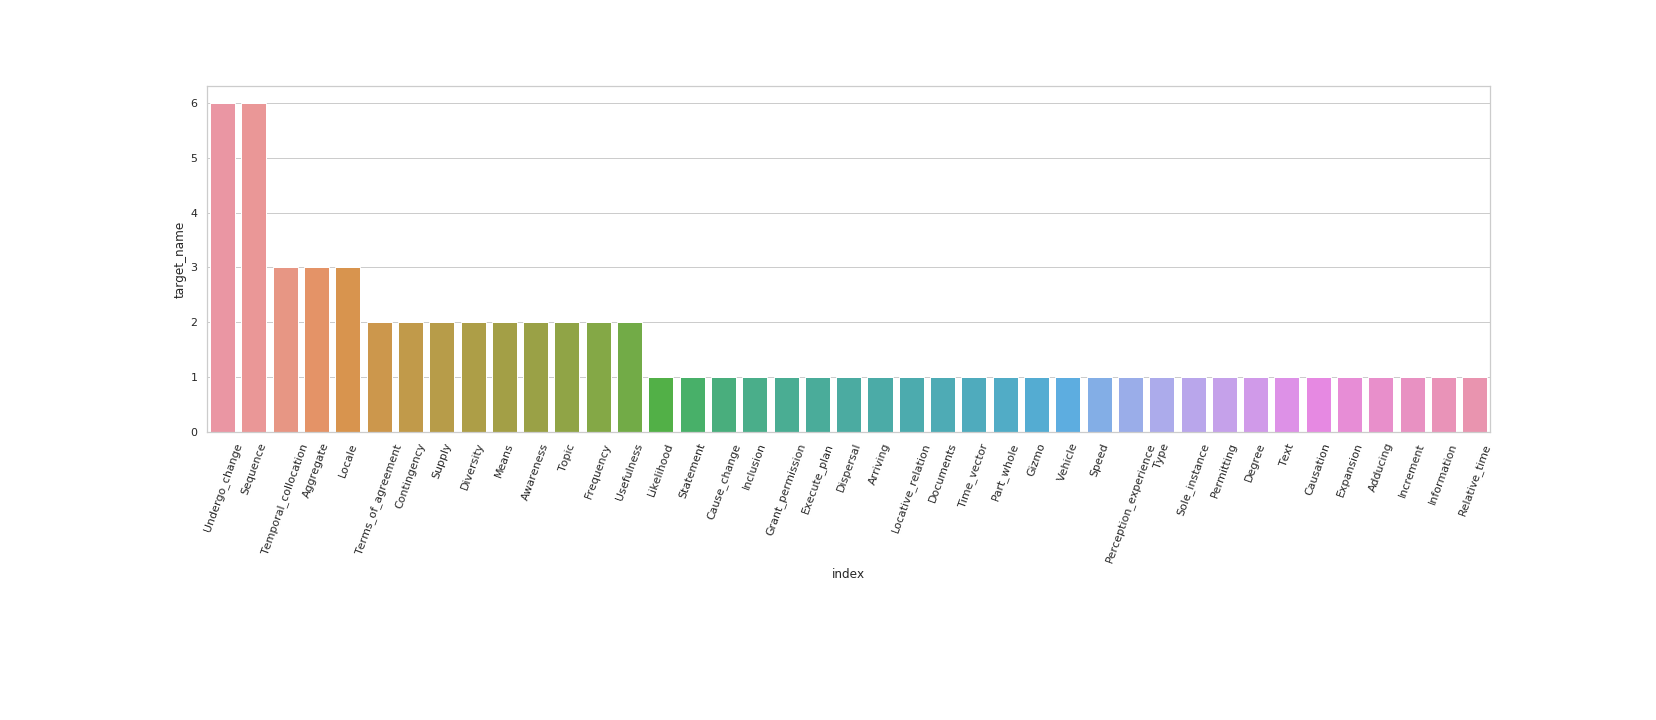 6
5
4
3
2
1
0
target_name
Undergo_change
Sequence
Temporal_collocation
Aggregate
Locale
Terms_of_agreement
Contingency
Supply
Diversity
Means
Awareness
Topic
Frequency
Usefulness
Likelihood
Statement
Cause_change
Inclusion
Grant_permission
Execute_plan
Dispersal
Arriving
Locative_relation
Documents
Time_vector
Part_whole
Gizmo
Vehicle
Speed
Perception_experience
Type
Sole_instance
Permitting
Degree
Text
Causation
Expansion
Adducing
Increment
Information
Relative_time
index